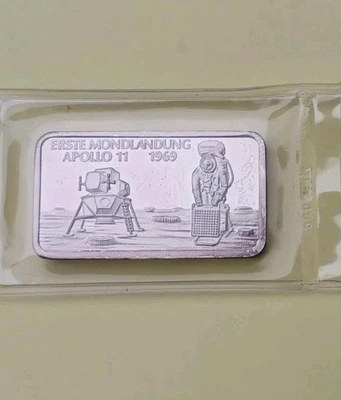 ERSTE MONDLANDUNG
APOLLO 11 1969